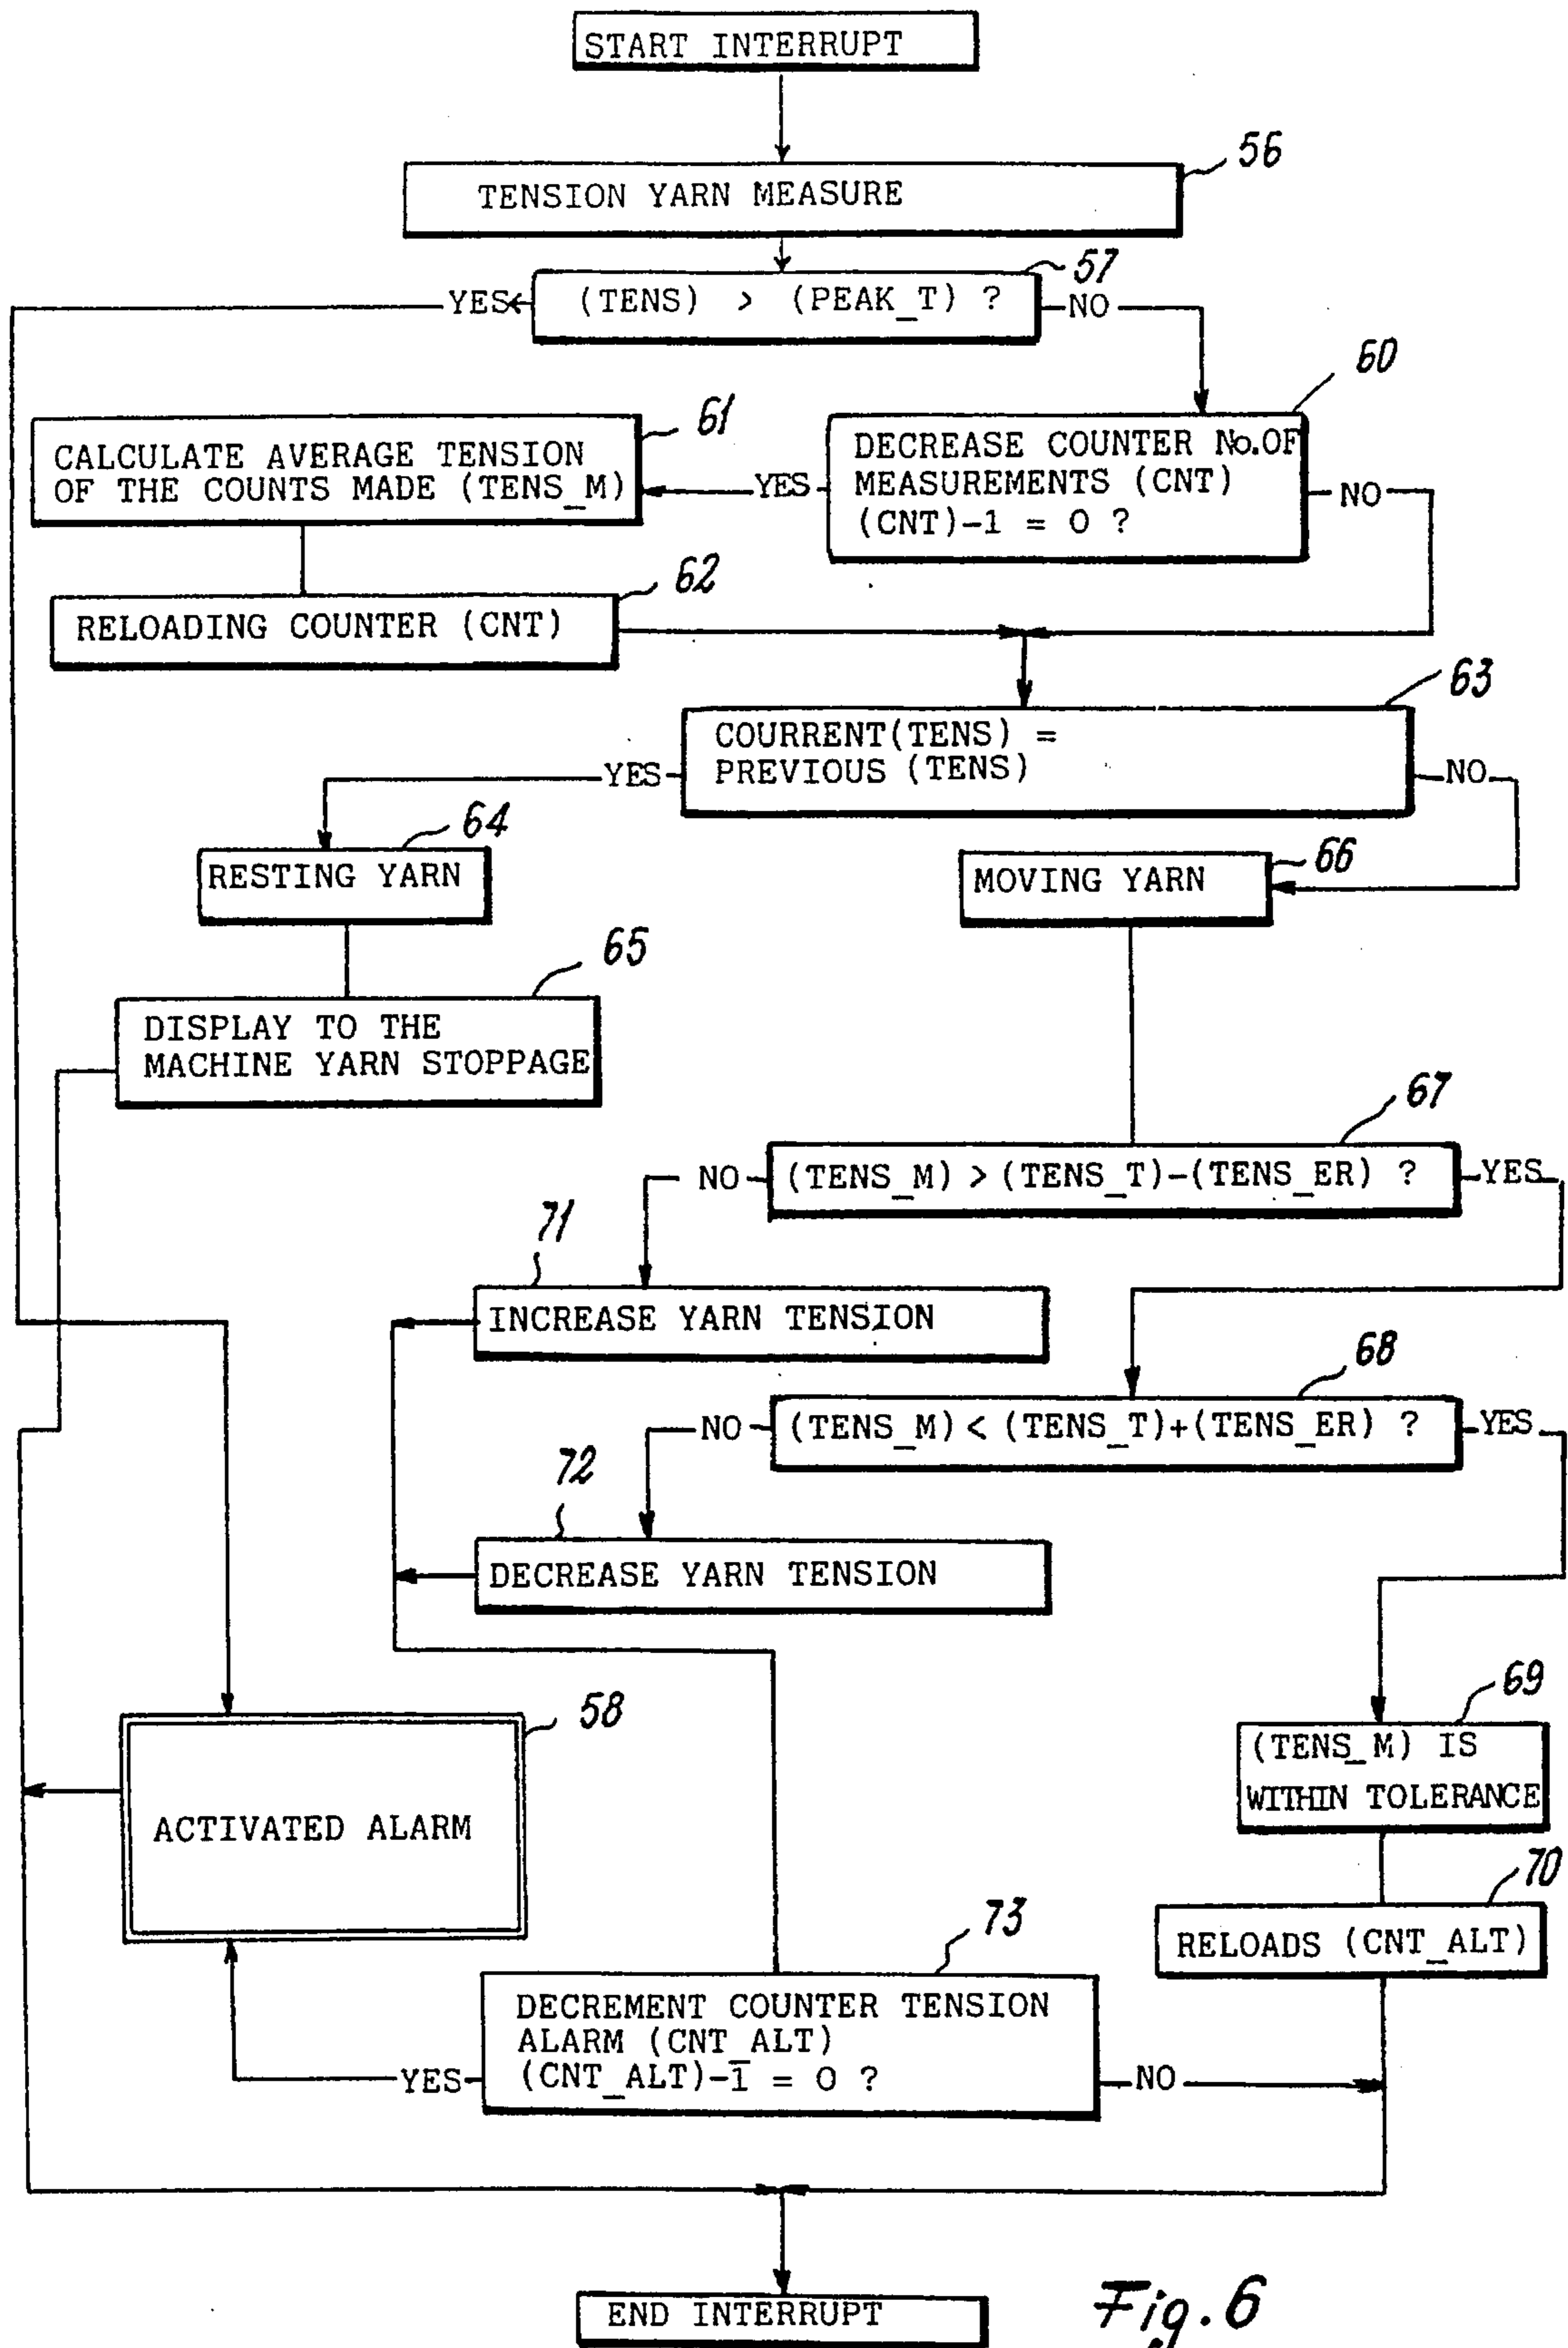 START INTERRUPT
56
TENSION YARN MEASURE
57
YES
(TENS) > (PEAK_T) ?
NO
60
61
CALCULATE AVERAGE TENSION
OF THE COUNTS MADE (TENS_M)
YES
DECREASE COUNTER No.OF
MEASUREMENTS (CNT)
(CNT)-1 = 0 ?
NO
62
RELOADING COUNTER (CNT)
63
COURRENT(TENS) =
PREVIOUS (TENS)
YES
NO
64
RESTING YARN
66
MOVING YARN
65
DISPLAY TO THE
MACHINE YARN STOPPAGE
67
NO
(TENS_M) > (TENS_T)-(TENS_ER) ?
YES
71
INCREASE YARN TENSION
68
NO
(TENS_M) < (TENS_T)+(TENS_ER) ?
YES
72
DECREASE YARN TENSION
69
(TENS_M) IS
WITHIN TOLERANCE
58
ACTIVATED ALARM
70
RELOADS (CNT_ALT)
73
DECREMENT COUNTER TENSION
ALARM (CNT_ALT)
(CNT_ALT)-1 = 0 ?
YES
NO
END INTERRUPT
Fig. 6